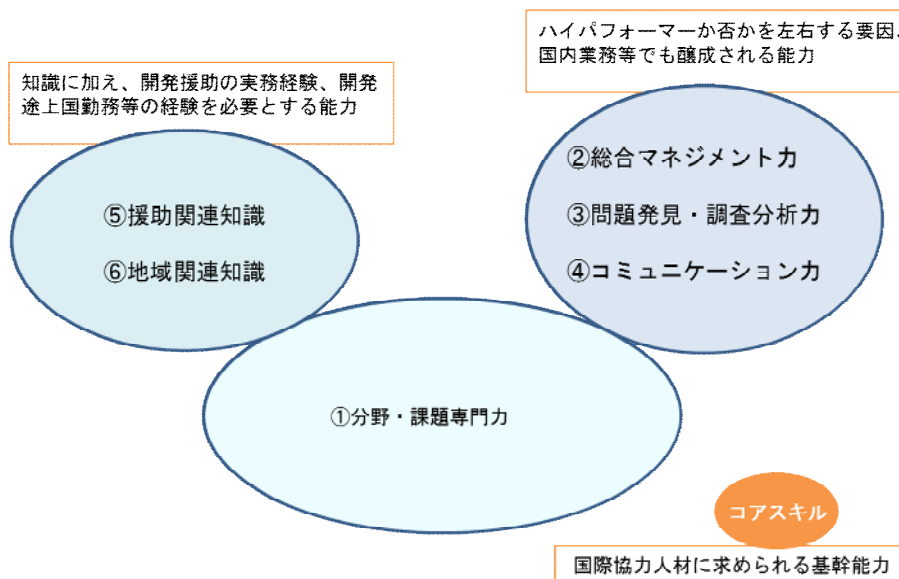 ハイパフォーマーか否かを左右する要因、
国内業務等でも醸成される能力
知識に加え、開発援助の実務経験、開発
途上国勤務等の経験を必要とする能力
②総合マネジメント力
③問題発見・調査分析力
④コミュニケーション力
⑤援助関連知識
⑥地域関連知識
①分野・課題専門力
コアスキル
国際協力人材に求められる基幹能力